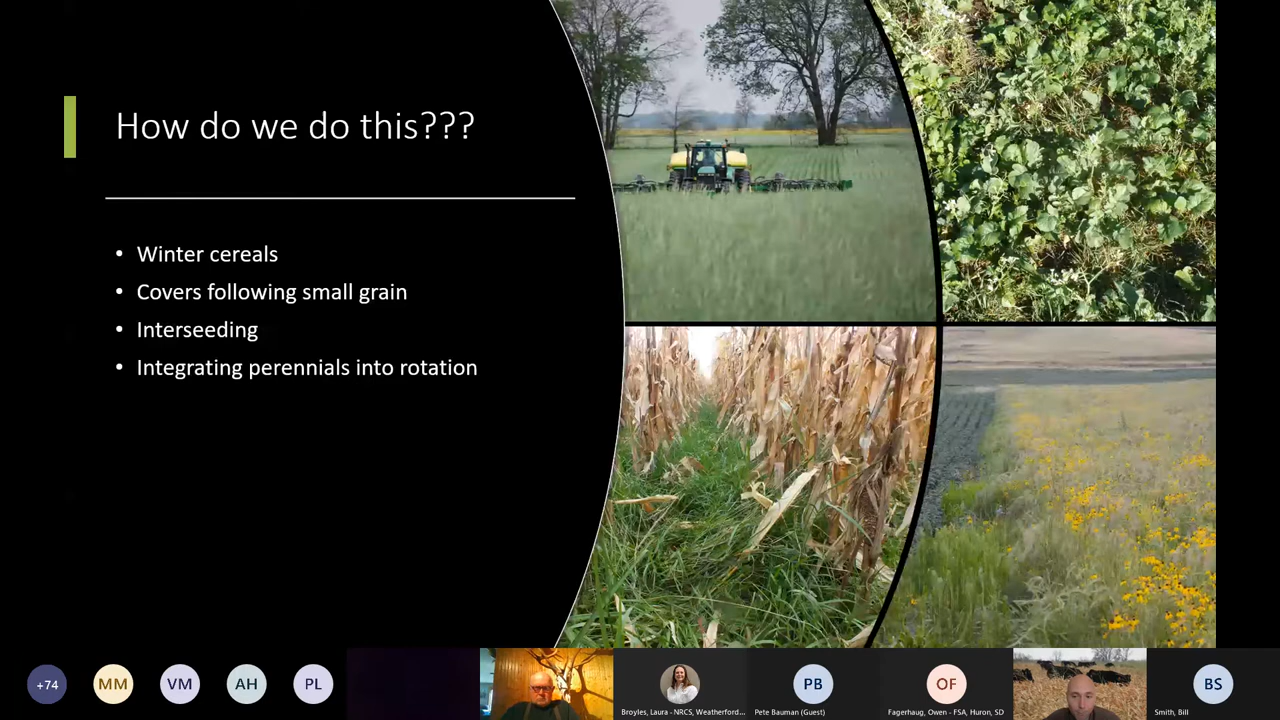 How do we do this???
• Winter cereals
• Covers following small grain
• Interseeding
• Integrating perennials into rotation
+74
MM
VM
AH
PL
Broyles, Laura - NRCS, Weatherford...
PB
Pete Bauman (Guest)
OF
Fagerhaug, Owen - FSA, Huron, SD
BS
Smith, Bill